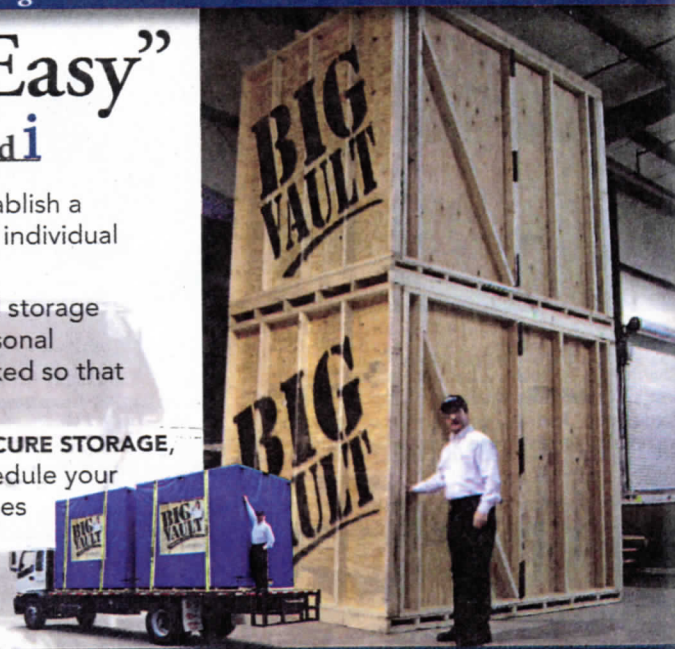 Easy”
d i
ablish a
individual
storage
sonal
ked so that
CURE STORAGE,
edule your
es
BIG
VAULT
BIG
VAULT
BIG
VAULT
BIG
VAULT